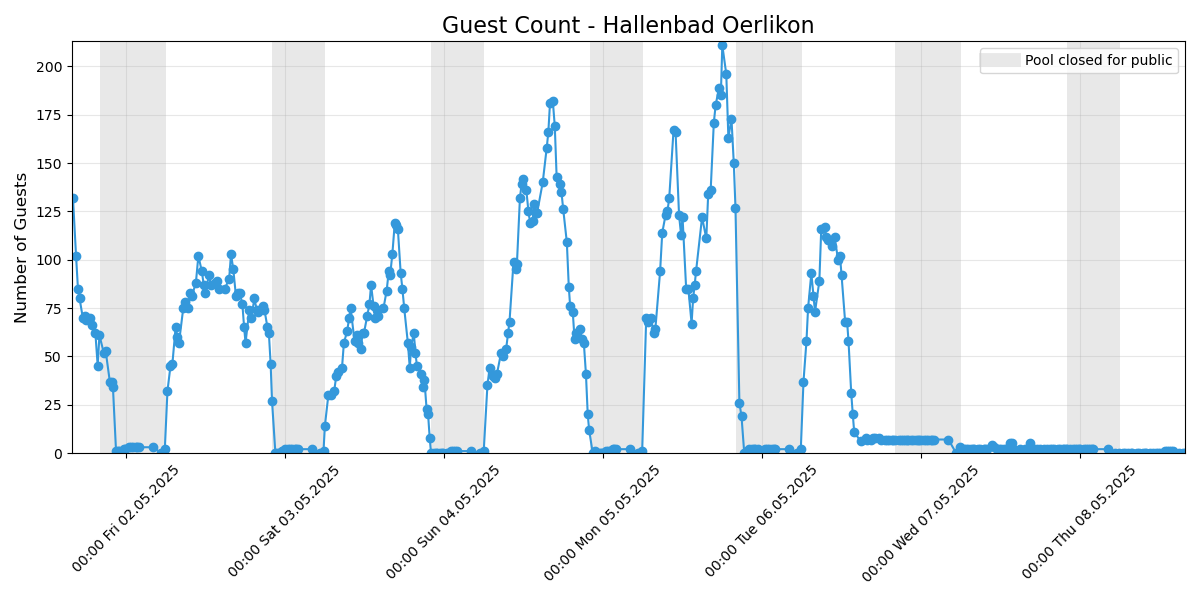 Guest Count - Hallenbad Oerlikon
Pool closed for public
Number of Guests
200
175
150
125
100
75
50
25
0
00:00 Fri 02.05.2025
00:00 Sat 03.05.2025
00:00 Sun 04.05.2025
00:00 Mon 05.05.2025
00:00 Tue 06.05.2025
00:00 Wed 07.05.2025
00:00 Thu 08.05.2025